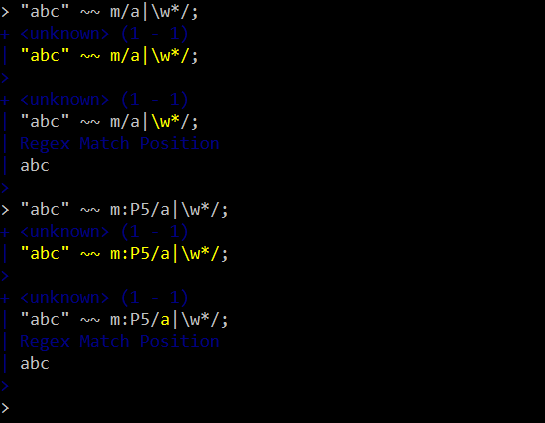 > "abc" ~~ m/a|\w*/;
+ <unknown> (1 - 1)
| "abc" ~~ m/a|\w*/;
>
+ <unknown> (1 - 1)
| "abc" ~~ m/a|\w*/;
| Regex Match Position
| abc
>
> "abc" ~~ m:P5/a|\w*/;
+ <unknown> (1 - 1)
| "abc" ~~ m:P5/a|\w*/;
>
+ <unknown> (1 - 1)
| "abc" ~~ m:P5/a|\w*/;
| Regex Match Position
| abc
>
>